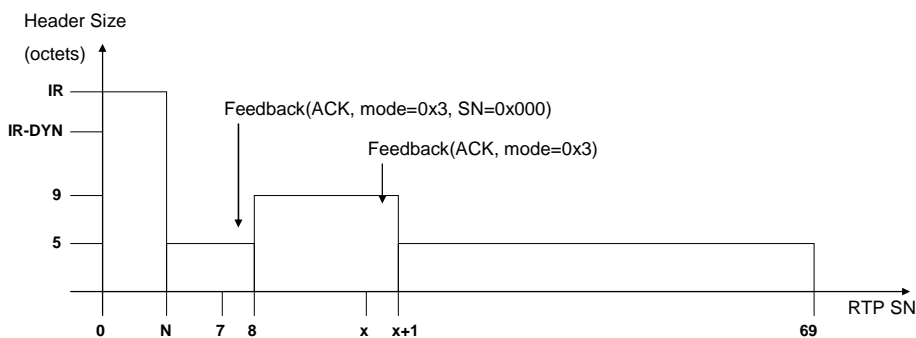 Header Size
(octets)
IR
Feedback(ACK, mode=0x3, SN=0x000)
IR-DYN
Feedback(ACK, mode=0x3)
9
5
RTP SN
0 N 7 8 x x+1 69